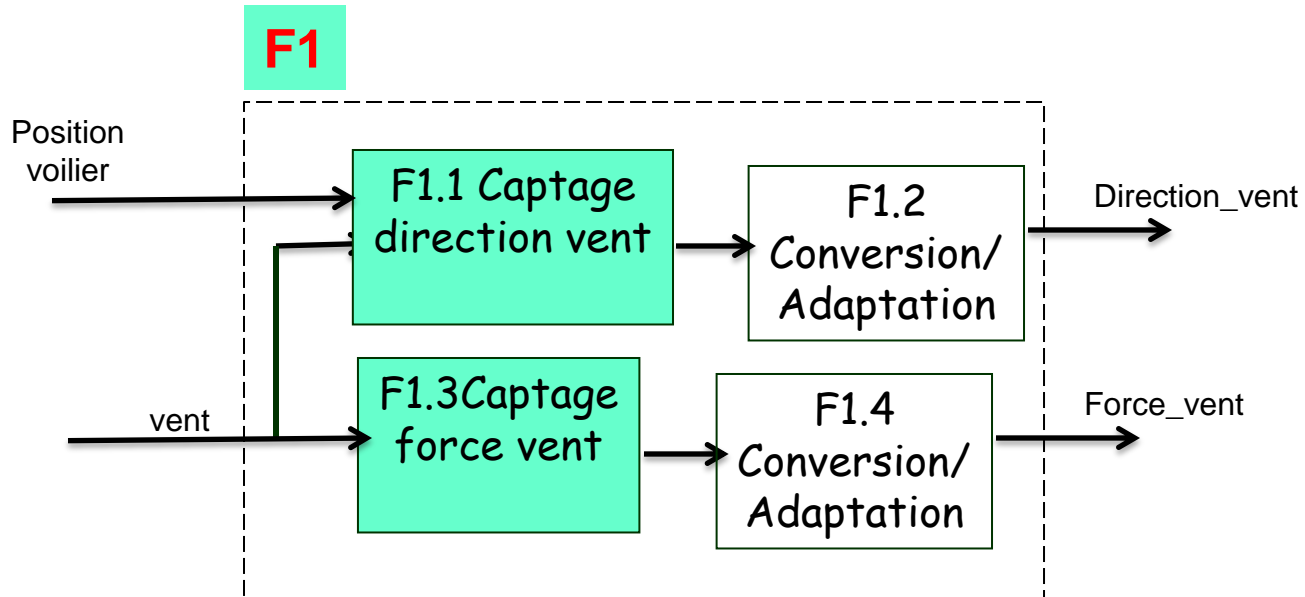 F1
Position
voilier
F1.1 Captage
direction vent
F1.2
Conversion/
Adaptation
Direction_vent
vent
F1.3Captage
force vent
F1.4
Conversion/
Adaptation
Force_vent